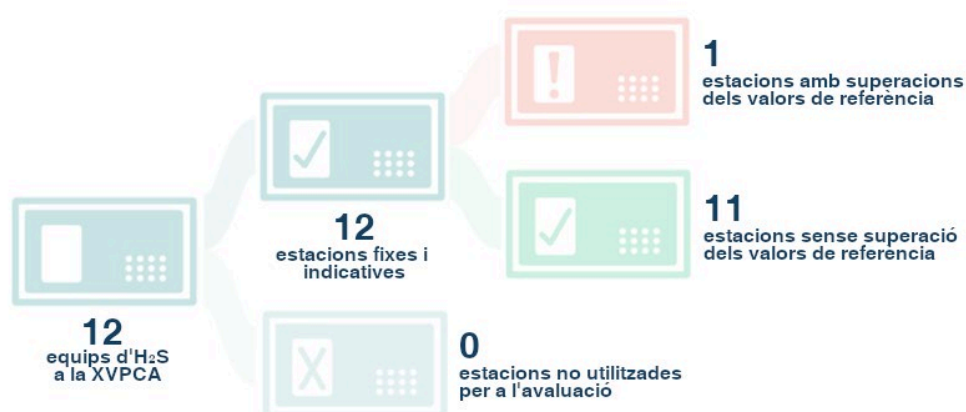 1
estacions amb superacions
dels valors de referència
12
estacions fixes i
indicatives
11
estacions sense superació
dels valors de referència
12
equips d'H₂S
a la XVPCA
0
estacions no utilitzades
per a l'avaluació